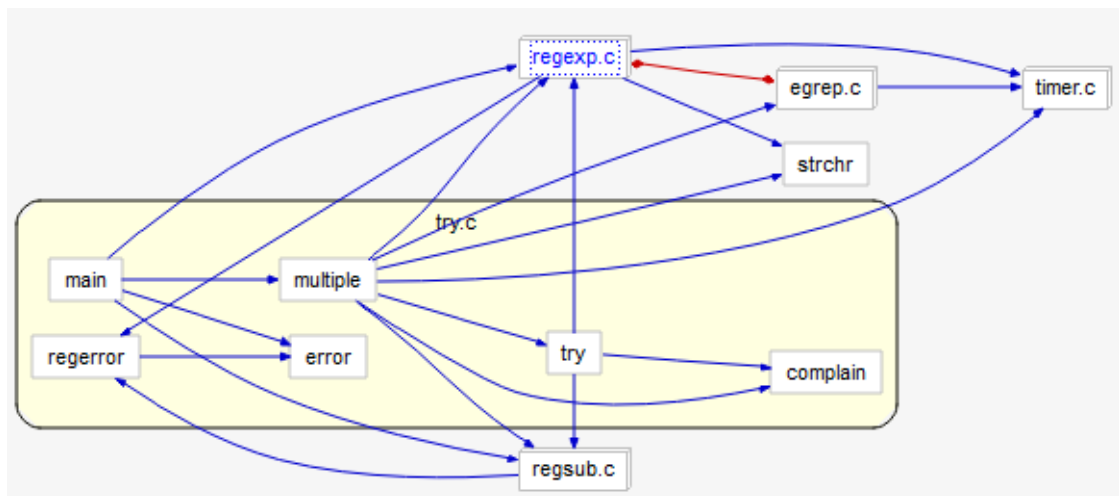 regexp.c
egrep.c
timer.c
strchr
try.c
main
multiple
regerror
error
try
complain
regsub.c